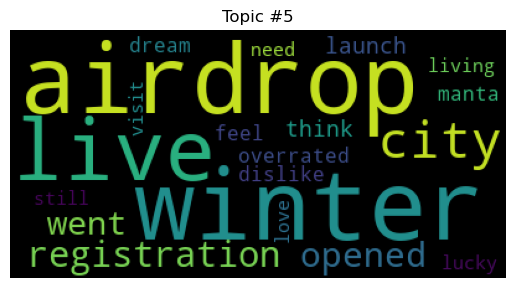 Topic #5
dream need launch
airdrop living
visit manta
live feel think city
overrated
dislike
still winter
went love
registration opened lucky